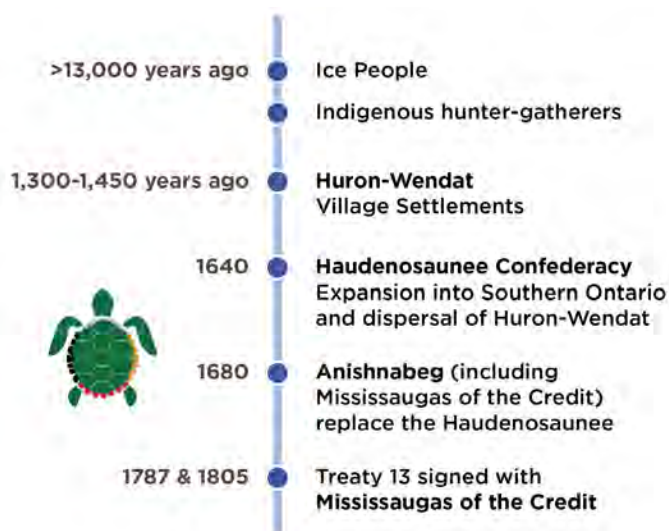 >13,000 years ago
Ice People
Indigenous hunter-gatherers
1,300-1,450 years ago
Huron-Wendat
Village Settlements
1640
Haudenosaunee Confederacy
Expansion into Southern Ontario
and dispersal of Huron-Wendat
1680
Anishnabeg (including
Mississaugas of the Credit)
replace the Haudenosaunee
1787 & 1805
Treaty 13 signed with
Mississaugas of the Credit